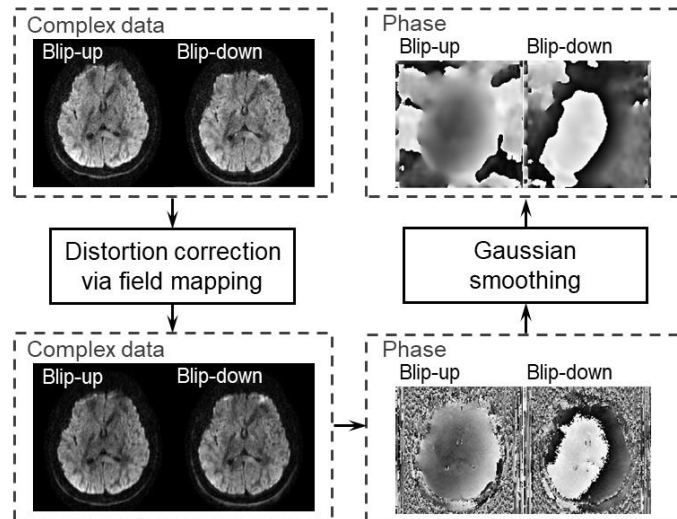 Complex data
Blip-up Blip-down
Distortion correction
via field mapping
Complex data
Blip-up Blip-down
Phase
Blip-up Blip-down
Gaussian
smoothing
Phase
Blip-up Blip-down